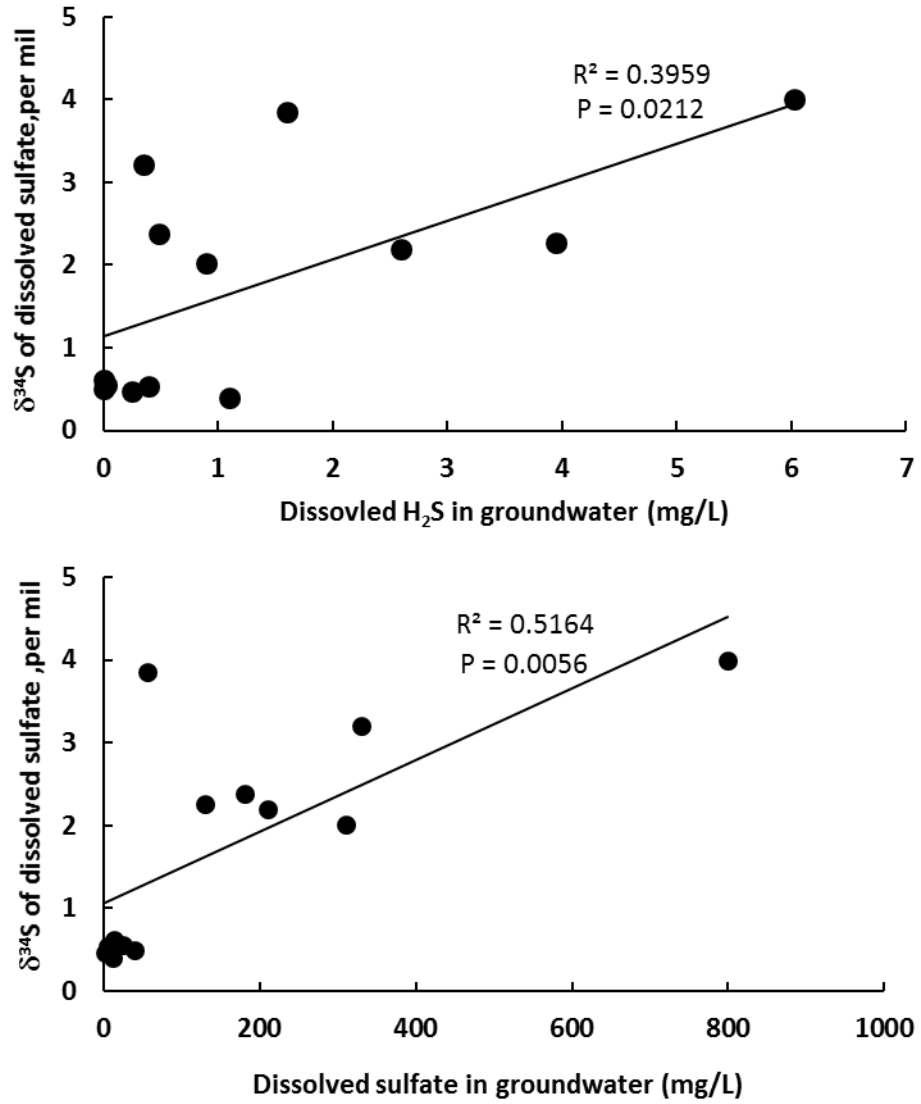 5
4
3
2
1
0
δ³⁴S of dissolved sulfate,per mil
R² = 0.3959
P = 0.0212
0 1 2 3 4 5 6 7
Dissovled H₂S in groundwater (mg/L)
5
4
3
2
1
0
δ³⁴S of dissolved sulfate ,per mil
R² = 0.5164
P = 0.0056
0 200 400 600 800 1000
Dissolved sulfate in groundwater (mg/L)